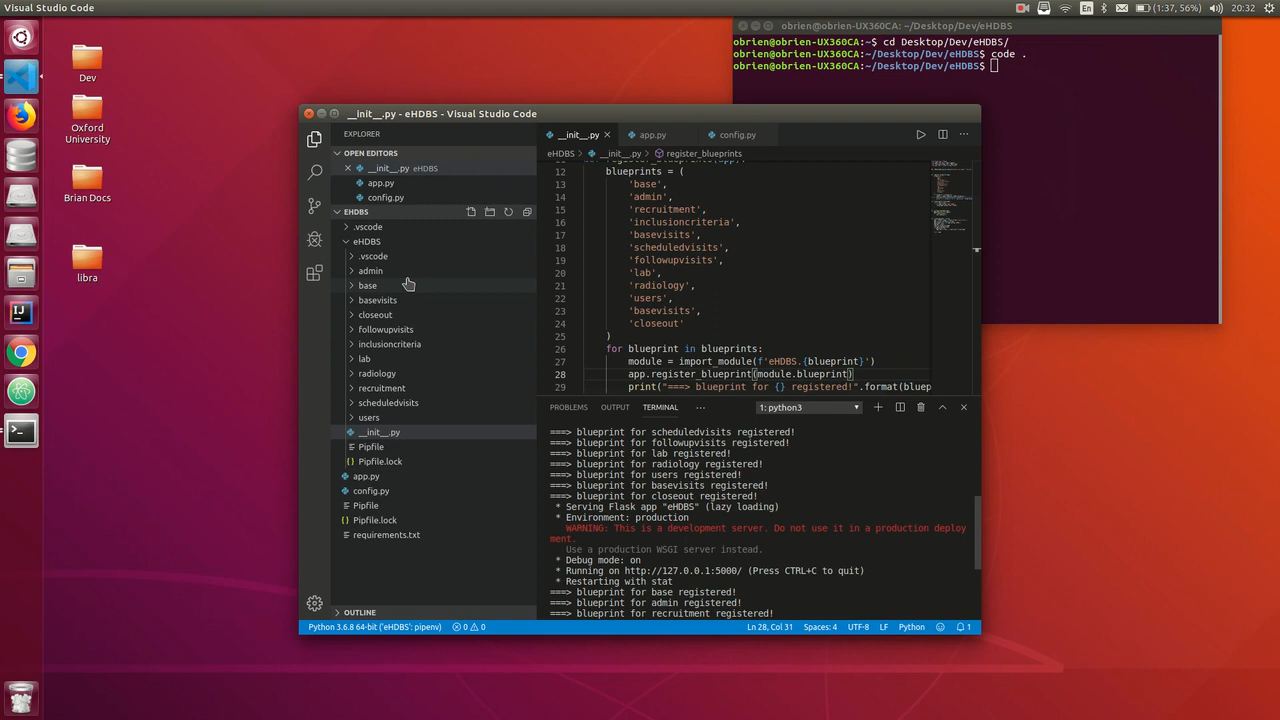 Visual Studio Code
En
(1:37, 56%)
20:32
Dev
Oxford
University
Brian Docs
libra
obrien@obrien-UX360CA: ~/Desktop/Dev/eHDBS
obrien@obrien-UX360CA:~$ cd Desktop/Dev/eHDBS/
obrien@obrien-UX360CA:~/Desktop/Dev/eHDBS$ code .
obrien@obrien-UX360CA:~/Desktop/Dev/eHDBS$
__init__.py - eHDBS - Visual Studio Code
EXPLORER
OPEN EDITORS
__init__.py eHDBS
app.py
config.py
EHDBS
.vscode
eHDBS
.vscode
admin
base
basevisits
closeout
followupvisits
inclusioncriteria
lab
radiology
recruitment
scheduledvisits
users
__init__.py
Pipfile
Pipfile.lock
app.py
config.py
Pipfile
Pipfile.lock
requirements.txt
OUTLINE
__init__.py
app.py
config.py
eHDBS > __init__.py > register_blueprints
12 blueprints = (
13 'base',
14 'admin',
15 'recruitment',
16 'inclusioncriteria',
17 'basevisits',
18 'scheduledvisits',
19 'followupvisits',
20 'lab',
21 'radiology',
22 'users',
23 'basevisits',
24 'closeout'
25 )
26 for blueprint in blueprints:
27 module = import_module(f'eHDBS.{blueprint}')
28 app.register_blueprint(module.blueprint)
29 print("===> blueprint for {} registered!".format(bluep
PROBLEMS OUTPUT TERMINAL ... 1: python3
===> blueprint for scheduledvisits registered!
===> blueprint for followupvisits registered!
===> blueprint for lab registered!
===> blueprint for radiology registered!
===> blueprint for users registered!
===> blueprint for basevisits registered!
===> blueprint for closeout registered!
* Serving Flask app "eHDBS" (lazy loading)
* Environment: production
WARNING: This is a development server. Do not use it in a production deploy
ment.
Use a production WSGI server instead.
* Debug mode: on
* Running on http://127.0.0.1:5000/ (Press CTRL+C to quit)
* Restarting with stat
===> blueprint for base registered!
===> blueprint for admin registered!
===> blueprint for recruitment registered!
Python 3.6.8 64-bit ('eHDBS': pipenv) 0 0 Ln 28, Col 31 Spaces: 4 UTF-8 LF Python 1